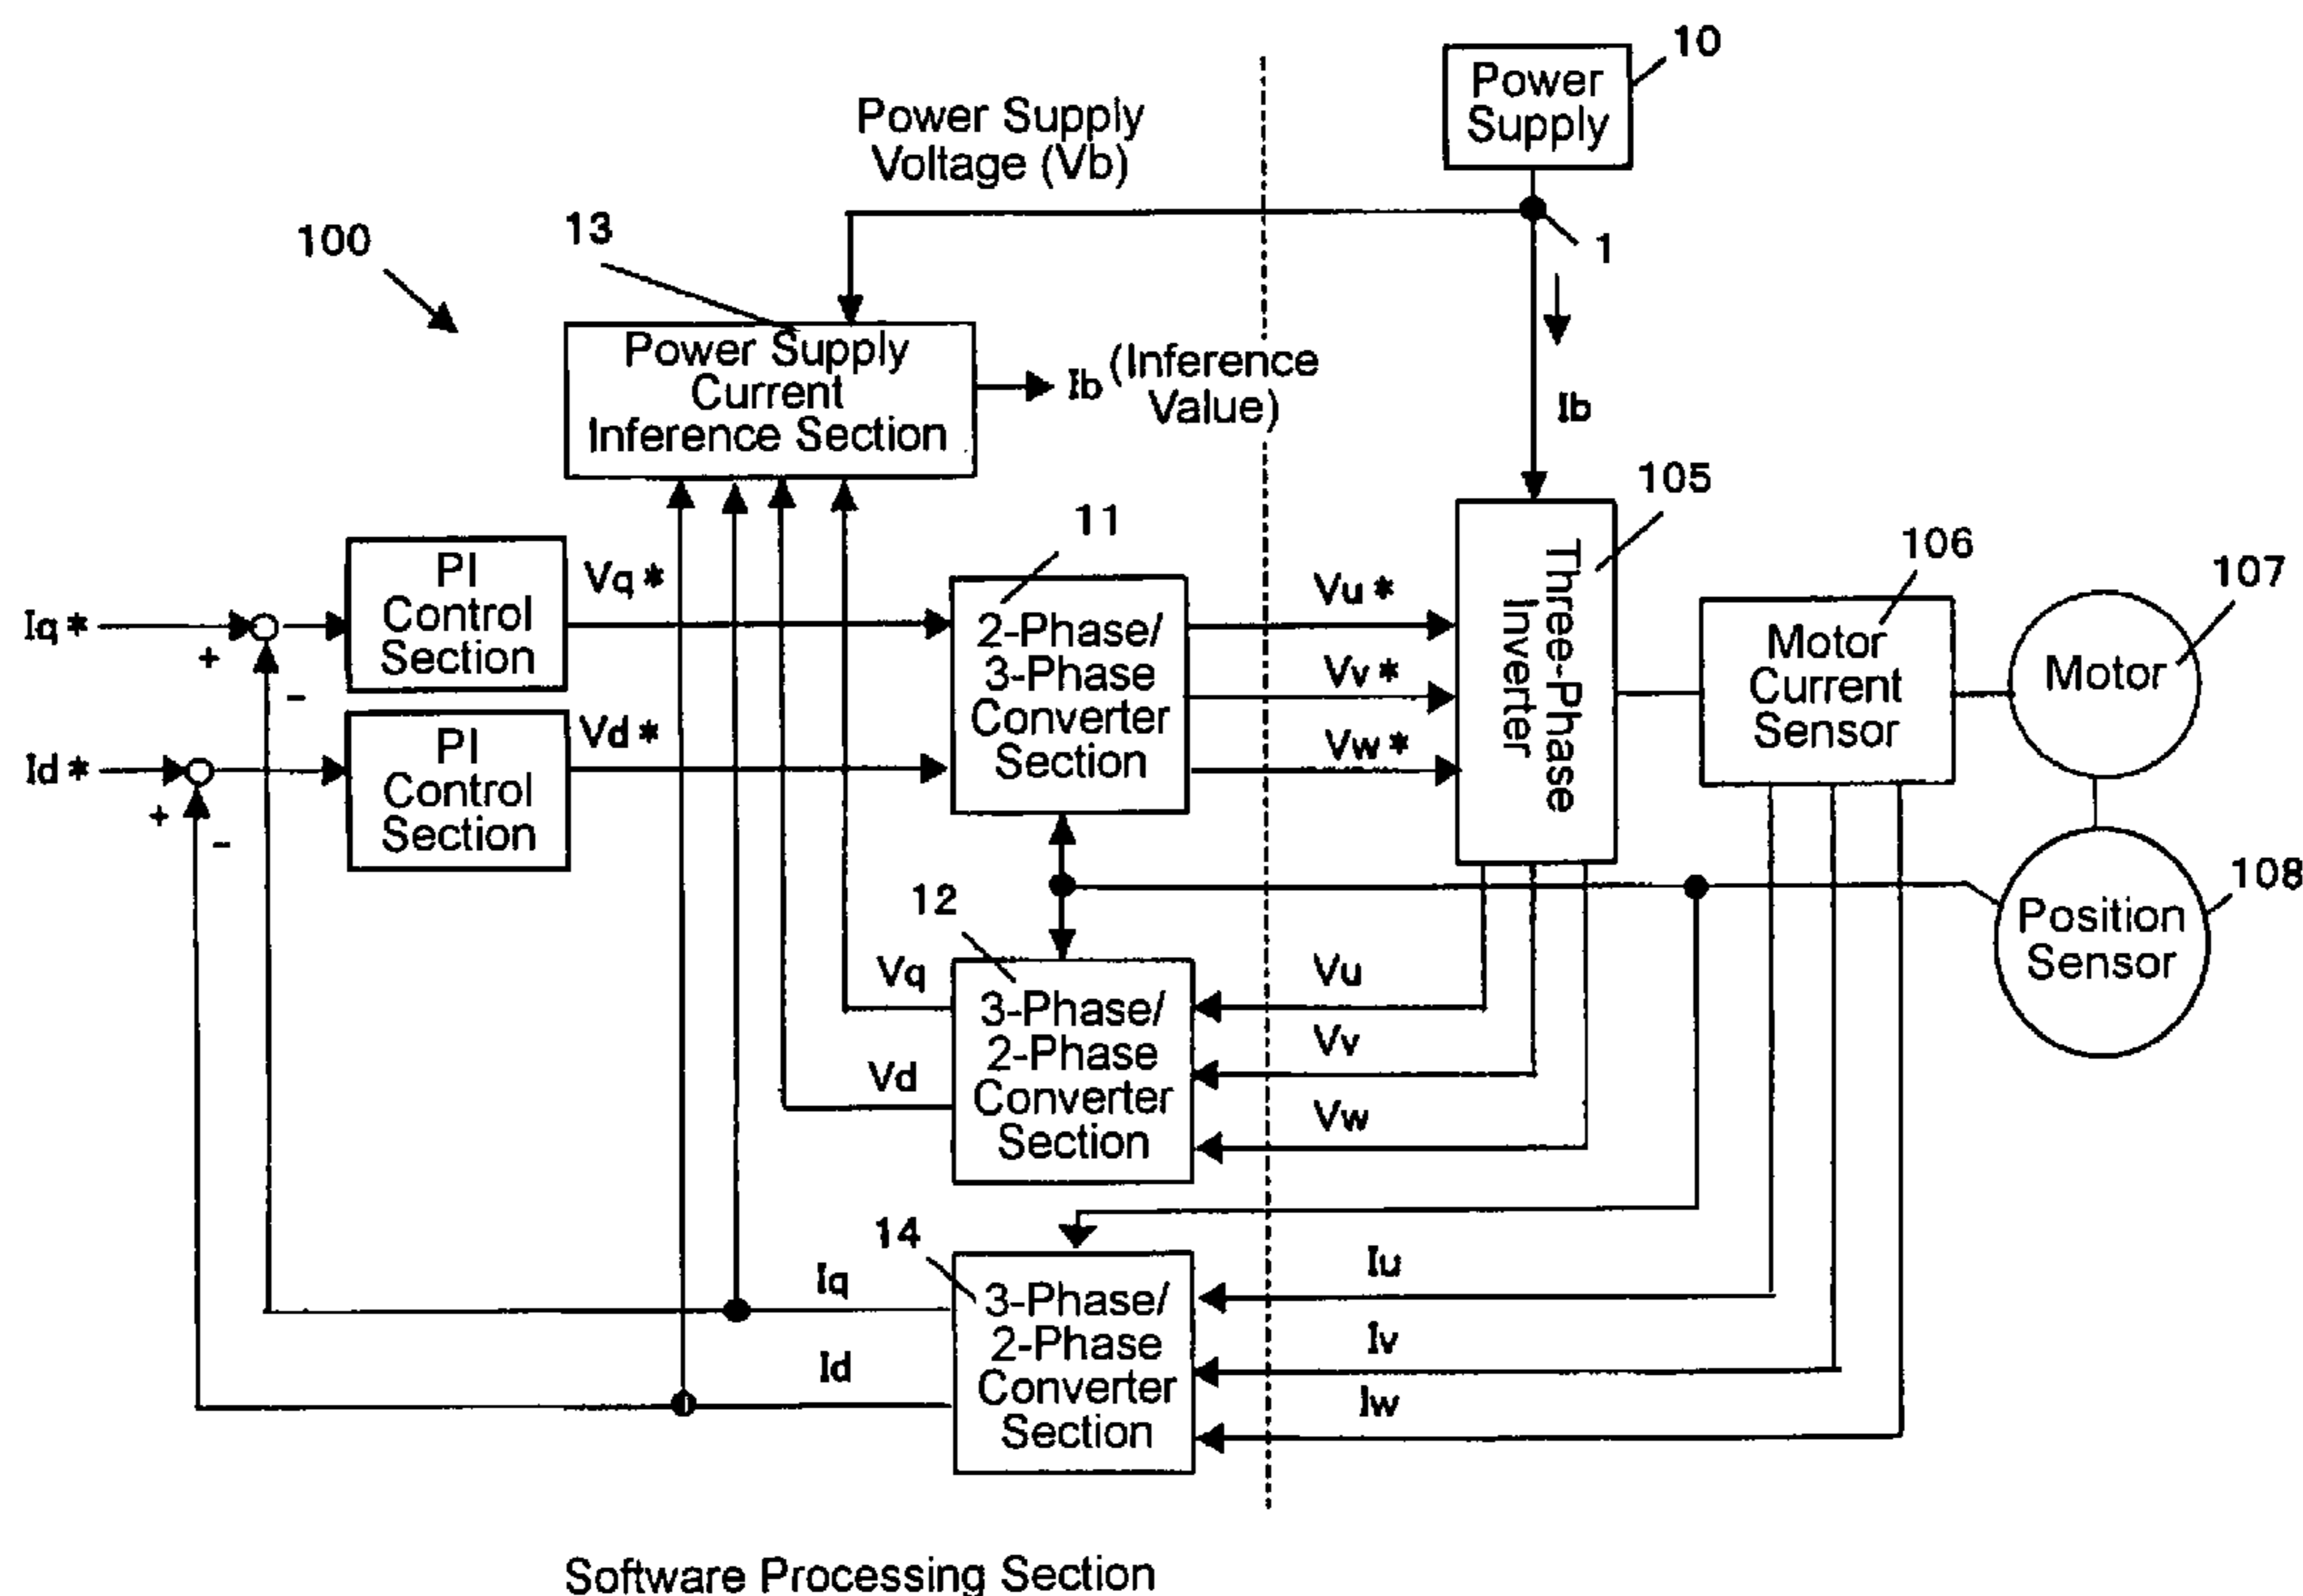 10
Power
Supply
Power Supply
Voltage (Vb)
100
13
1
Power Supply
Current
Inference Section
Ib (Inference
Value)
Ib
105
11
106
107
PI
Control
Section
Vq*
Iq*
+
-
2-Phase/
3-Phase
Converter
Section
Vu*
Vv*
Vw*
Three-Phase
Inverter
Motor
Current
Sensor
Motor
PI
Control
Section
Vd*
Id*
+
-
12
108
Position
Sensor
Vq
Vd
3-Phase/
2-Phase
Converter
Section
Vu
Vv
Vw
14
Iq
Id
3-Phase/
2-Phase
Converter
Section
Iu
Iv
Iw
Software Processing Section